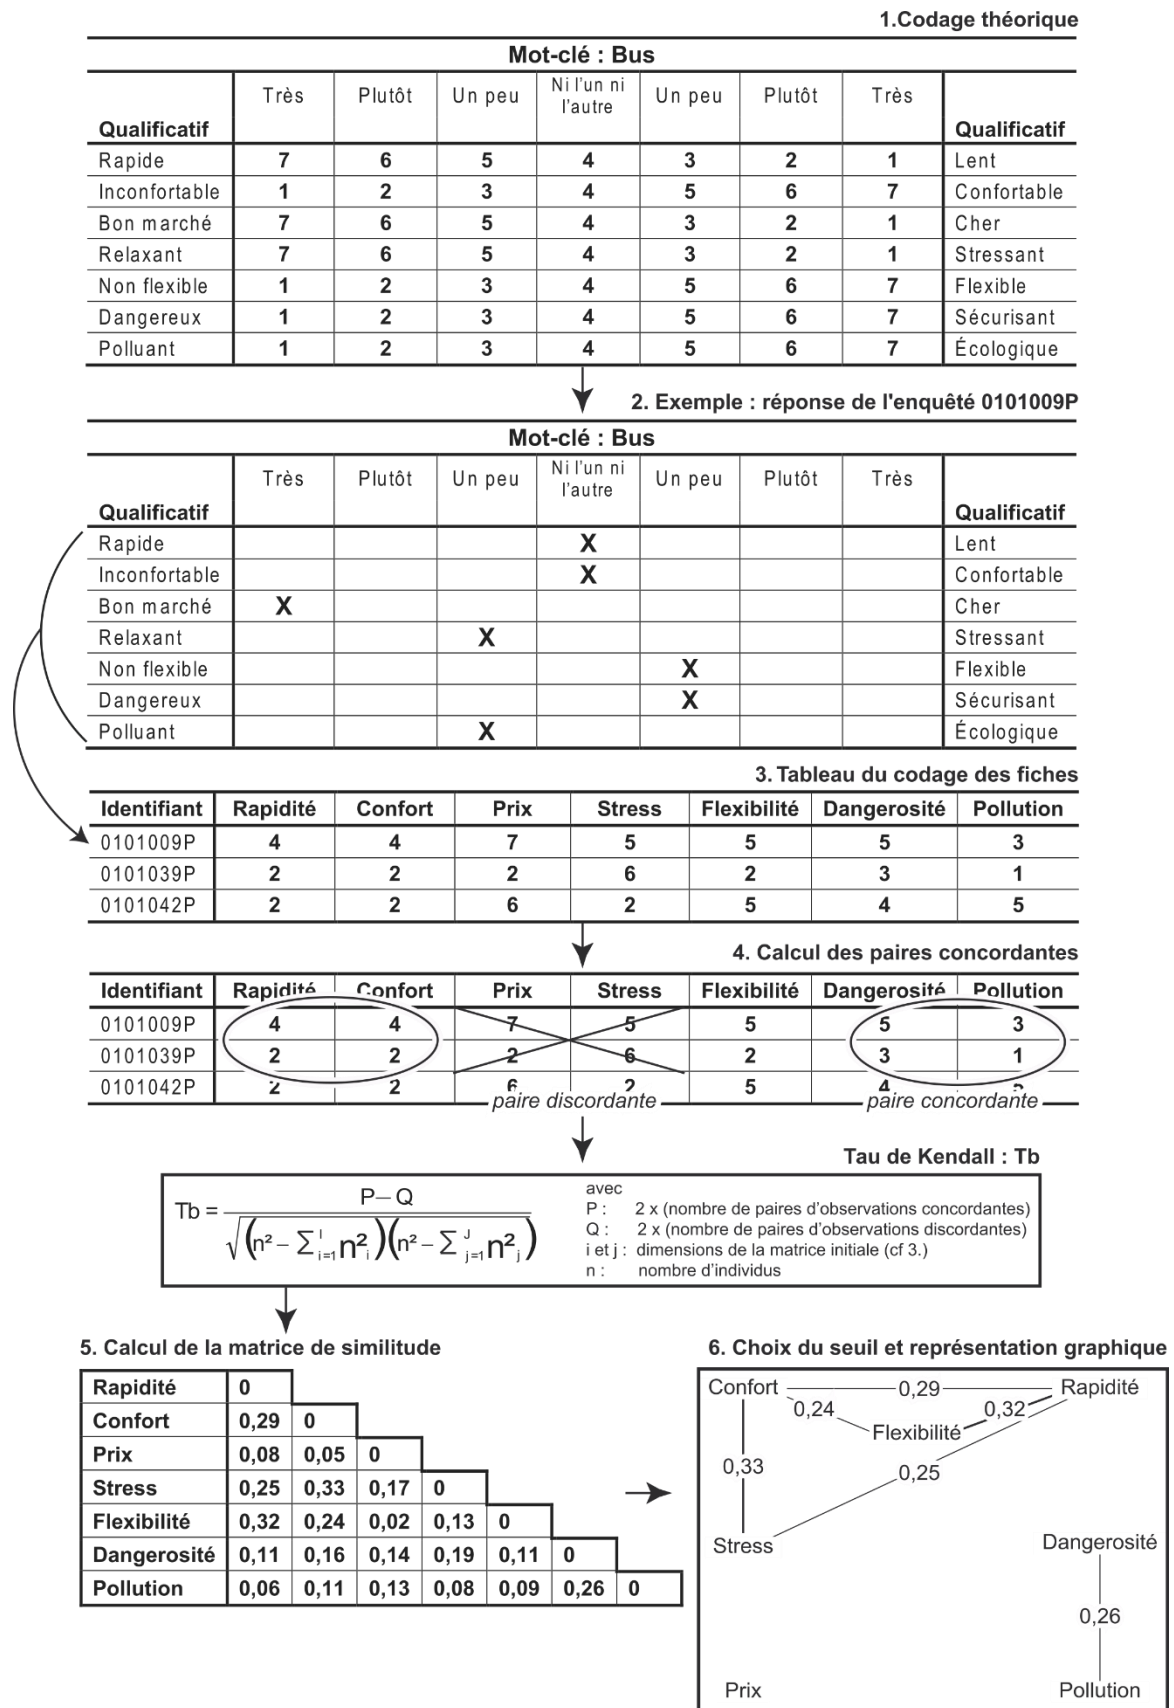 1.Codage théorique
Mot-clé : Bus
Qualificatif Très Plutôt Un peu Ni l'un ni l'autre Un peu Plutôt Très Qualificatif
Rapide 7 6 5 4 3 2 1 Lent
Inconfortable 1 2 3 4 5 6 7 Confortable
Bon marché 7 6 5 4 3 2 1 Cher
Relaxant 7 6 5 4 3 2 1 Stressant
Non flexible 1 2 3 4 5 6 7 Flexible
Dangereux 1 2 3 4 5 6 7 Sécurisant
Polluant 1 2 3 4 5 6 7 Écologique
2. Exemple : réponse de l'enquêté 0101009P
Mot-clé : Bus
Qualificatif Très Plutôt Un peu Ni l'un ni l'autre Un peu Plutôt Très Qualificatif
Rapide X Lent
Inconfortable X Confortable
Bon marché X Cher
Relaxant X Stressant
Non flexible X Flexible
Dangereux X Sécurisant
Polluant X Écologique
3. Tableau du codage des fiches
Identifiant Rapidité Confort Prix Stress Flexibilité Dangerosité Pollution
0101009P 4 4 7 5 5 5 3
0101039P 2 2 2 6 2 3 1
0101042P 2 2 6 2 5 4 5
4. Calcul des paires concordantes
Identifiant Rapidité Confort Prix Stress Flexibilité Dangerosité Pollution
0101009P 4 4 7 5 5 5 3
0101039P 2 2 2 6 2 3 1
0101042P 2 2 6 2 5 4 5
paire discordante paire concordante
Tau de Kendall : Tb
Tb = P – Q / √((n² – ∑ᴵᵢ₌₁ n²ᵢ)(n² – ∑ᴶⱼ₌₁ n²ⱼ))
avec
P : 2 x (nombre de paires d'observations concordantes)
Q : 2 x (nombre de paires d'observations discordantes)
i et j : dimensions de la matrice initiale (cf 3.)
n : nombre d'individus
5. Calcul de la matrice de similitude
Rapidité 0
Confort 0,29 0
Prix 0,08 0,05 0
Stress 0,25 0,33 0,17 0
Flexibilité 0,32 0,24 0,02 0,13 0
Dangerosité 0,11 0,16 0,14 0,19 0,11 0
Pollution 0,06 0,11 0,13 0,08 0,09 0,26 0
6. Choix du seuil et représentation graphique
Confort 0,29 Rapidité
0,24 0,32
Flexibilité
0,33 0,25
Stress Dangerosité
0,26
Prix Pollution